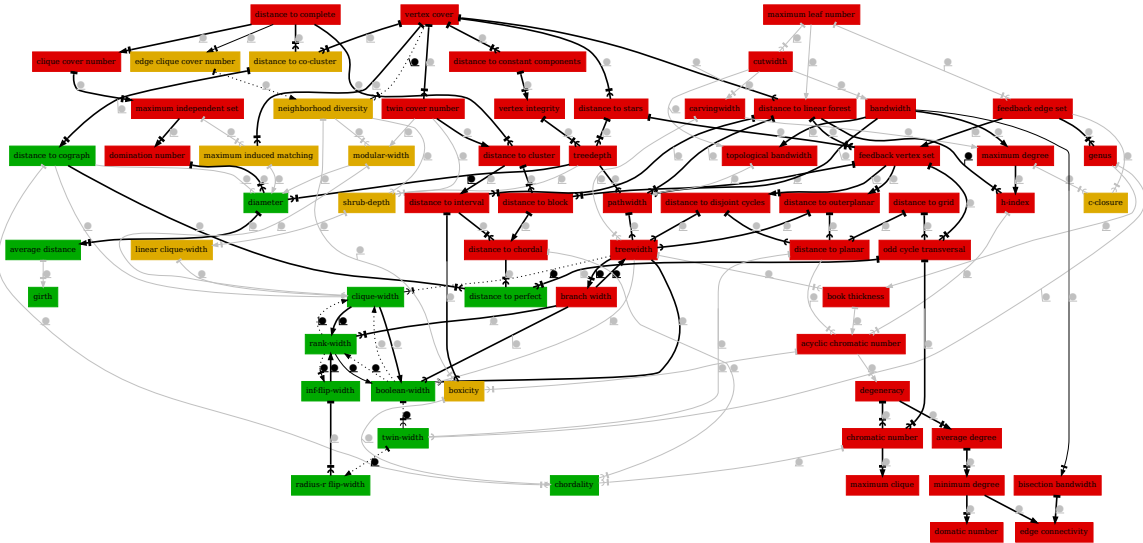 distance to complete
vertex cover
maximum leaf number
clique cover number
edge clique cover number
distance to co-cluster
distance to constant components
cutwidth
maximum independent set
neighborhood diversity
twin cover number
vertex integrity
distance to stars
carvingwidth
distance to linear forest
bandwidth
feedback edge set
distance to cograph
domination number
maximum induced matching
modular-width
distance to cluster
treedepth
topological bandwidth
feedback vertex set
maximum degree
genus
diameter
shrub-depth
distance to interval
distance to block
pathwidth
distance to disjoint cycles
distance to outerplanar
distance to grid
h-index
c-closure
average distance
linear clique-width
distance to chordal
treewidth
distance to planar
odd cycle transversal
girth
clique-width
distance to perfect
branch width
book thickness
rank-width
acyclic chromatic number
inf-flip-width
boolean-width
boxicity
degeneracy
twin-width
chromatic number
average degree
radius-r flip-width
chordality
maximum clique
minimum degree
bisection bandwidth
domatic number
edge connectivity